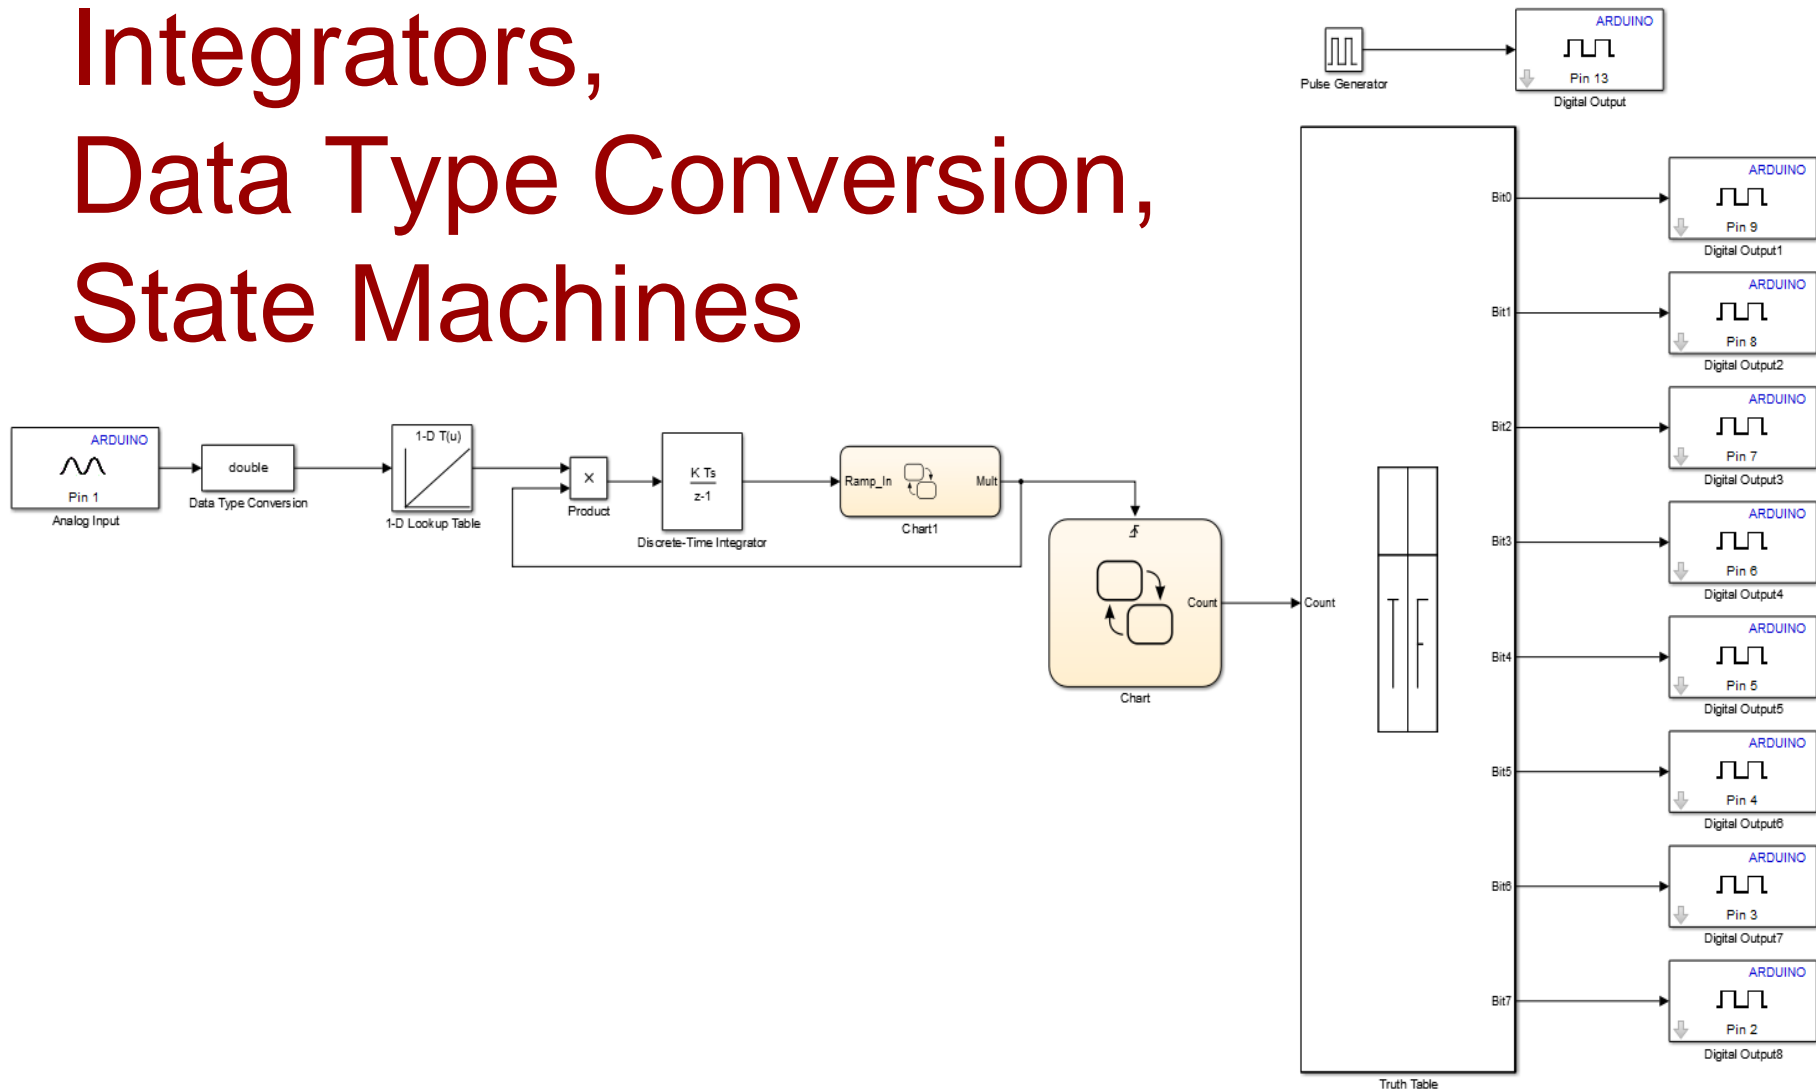 Integrators,
Data Type Conversion,
State Machines
Pulse Generator
ARDUINO
Pin 13
Digital Output
ARDUINO
Pin 1
Analog Input
double
Data Type Conversion
1-D T(u)
1-D Lookup Table
×
Product
K Ts
z-1
Discrete-Time Integrator
Ramp_In
Mult
Chart1
Count
Chart
Count
Bit0
Bit1
Bit2
Bit3
Bit4
Bit5
Bit6
Bit7
Truth Table
ARDUINO
Pin 9
Digital Output1
ARDUINO
Pin 8
Digital Output2
ARDUINO
Pin 7
Digital Output3
ARDUINO
Pin 6
Digital Output4
ARDUINO
Pin 5
Digital Output5
ARDUINO
Pin 4
Digital Output6
ARDUINO
Pin 3
Digital Output7
ARDUINO
Pin 2
Digital Output8